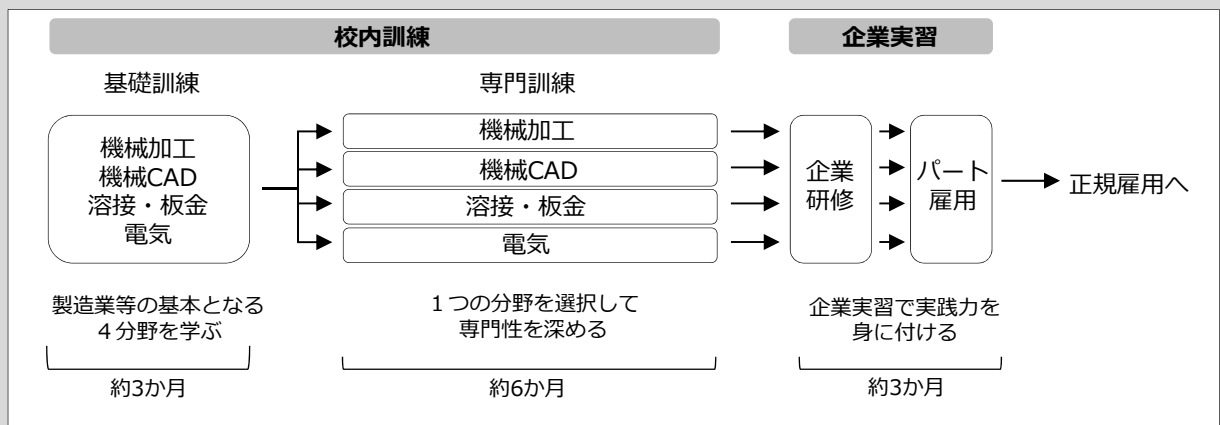 校内訓練
企業実習
基礎訓練
専門訓練
機械加工
機械CAD
溶接・板金
電気
機械加工
機械CAD
溶接・板金
電気
企業
研修
パート
雇用
正規雇用へ
製造業等の基本となる
４分野を学ぶ
１つの分野を選択して
専門性を深める
企業実習で実践力を
身に付ける
約3か月
約6か月
約3か月